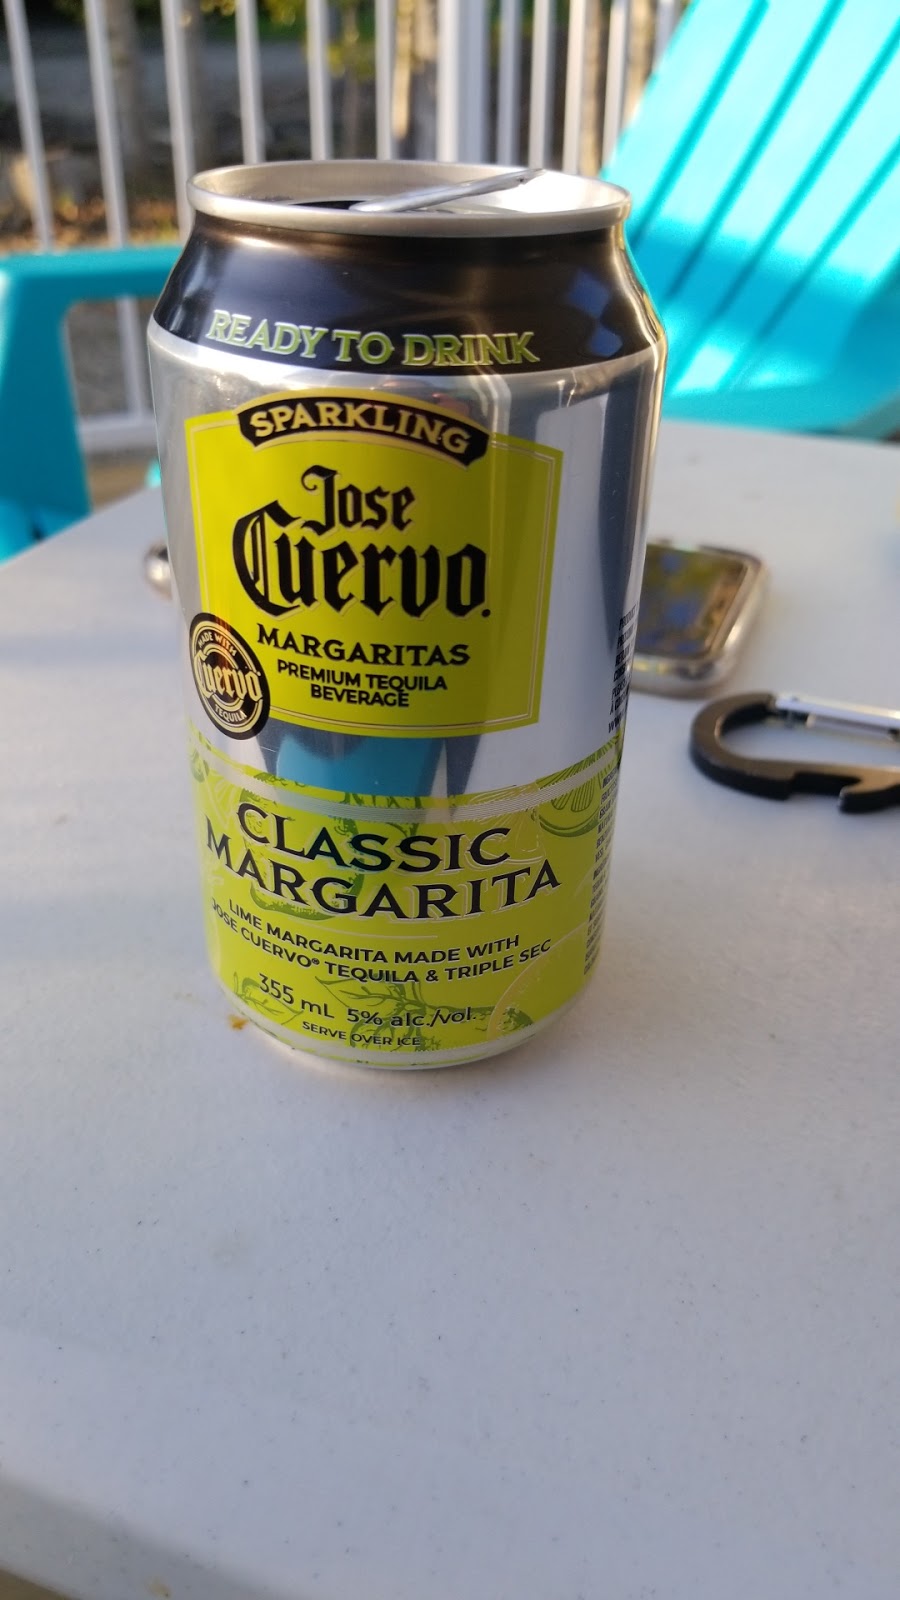 READY TO DRINK
SPARKLING
Jose
Cuervo.
MARGARITAS
PREMIUM TEQUILA
BEVERAGE
MADE WITH
Cuervo
TEQUILA
CLASSIC
MARGARITA
LIME MARGARITA MADE WITH
JOSE CUERVO® TEQUILA & TRIPLE SEC
355 mL 5% alc./vol.
SERVE OVER ICE